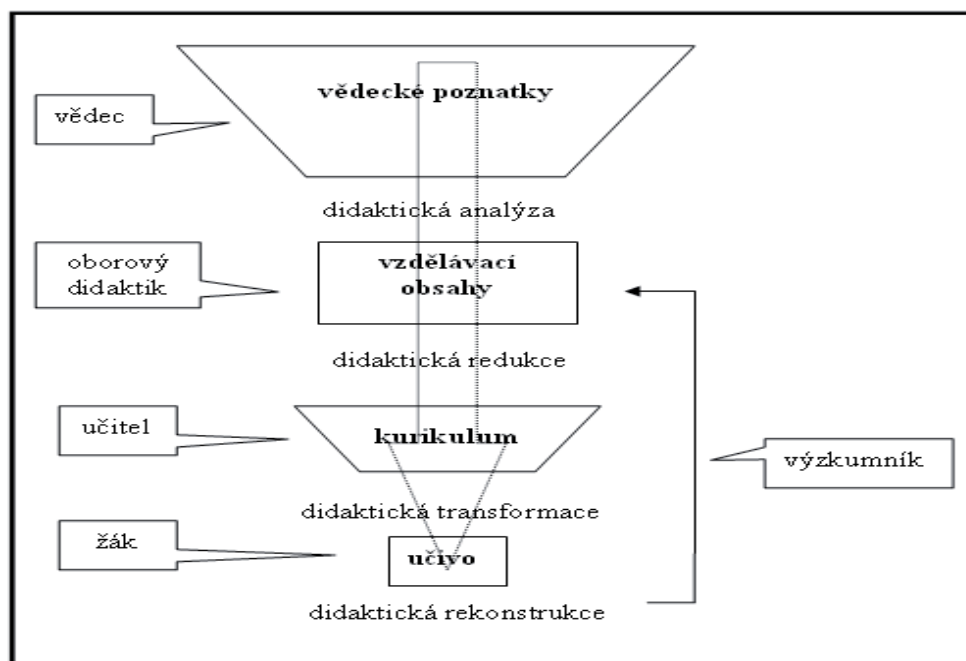 vědecké poznatky
vědec
didaktická analýza
oborový
didaktik
vzdělávací
obsahy
didaktická redukce
učitel
kurikulum
výzkumník
didaktická transformace
žák
učivo
didaktická rekonstrukce